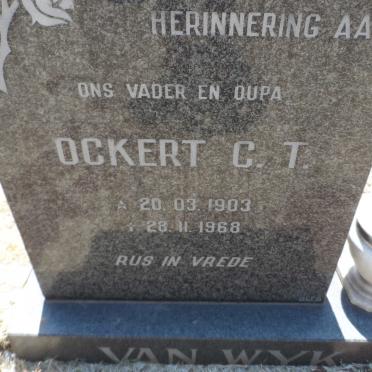 HERINNERING AA
ONS VADER EN OUPA
OCKERT C. T.
20. 03. 1903
28. 11. 1968
RUS IN VREDE
VAN WYK